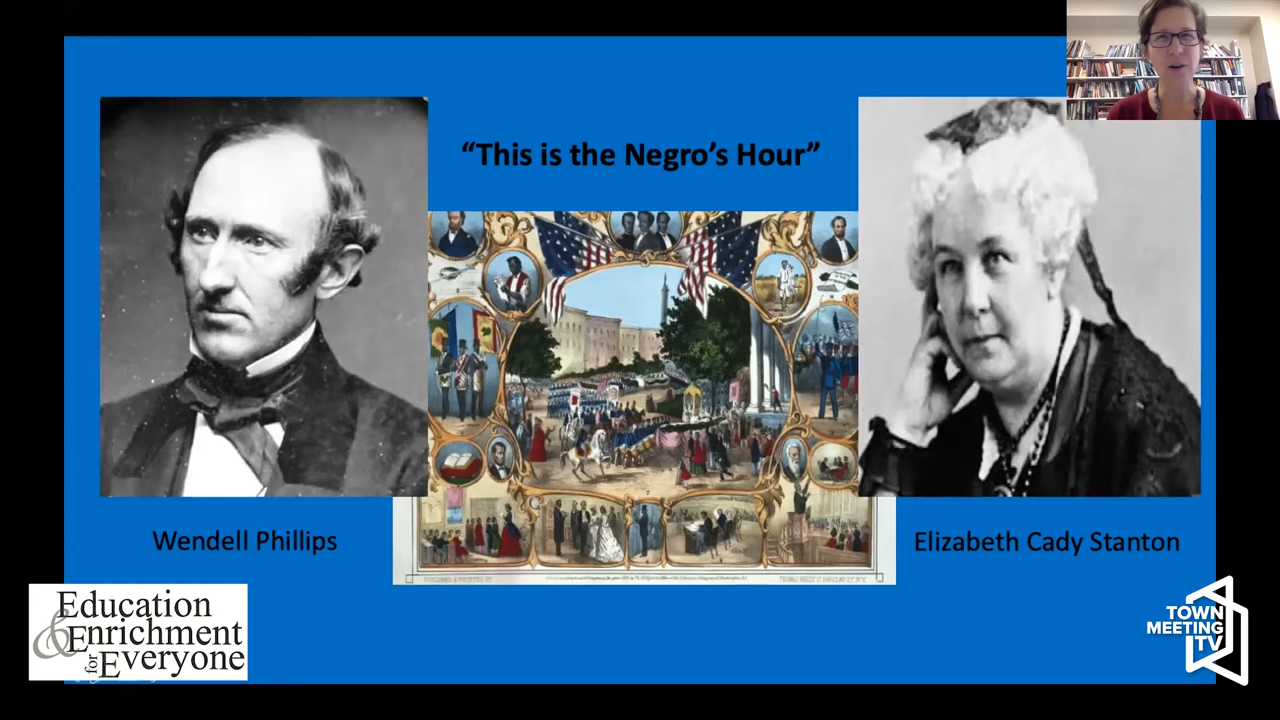 “This is the Negro’s Hour”
Wendell Phillips
Elizabeth Cady Stanton
Education
& Enrichment
for Everyone
TOWN
MEETING
TV